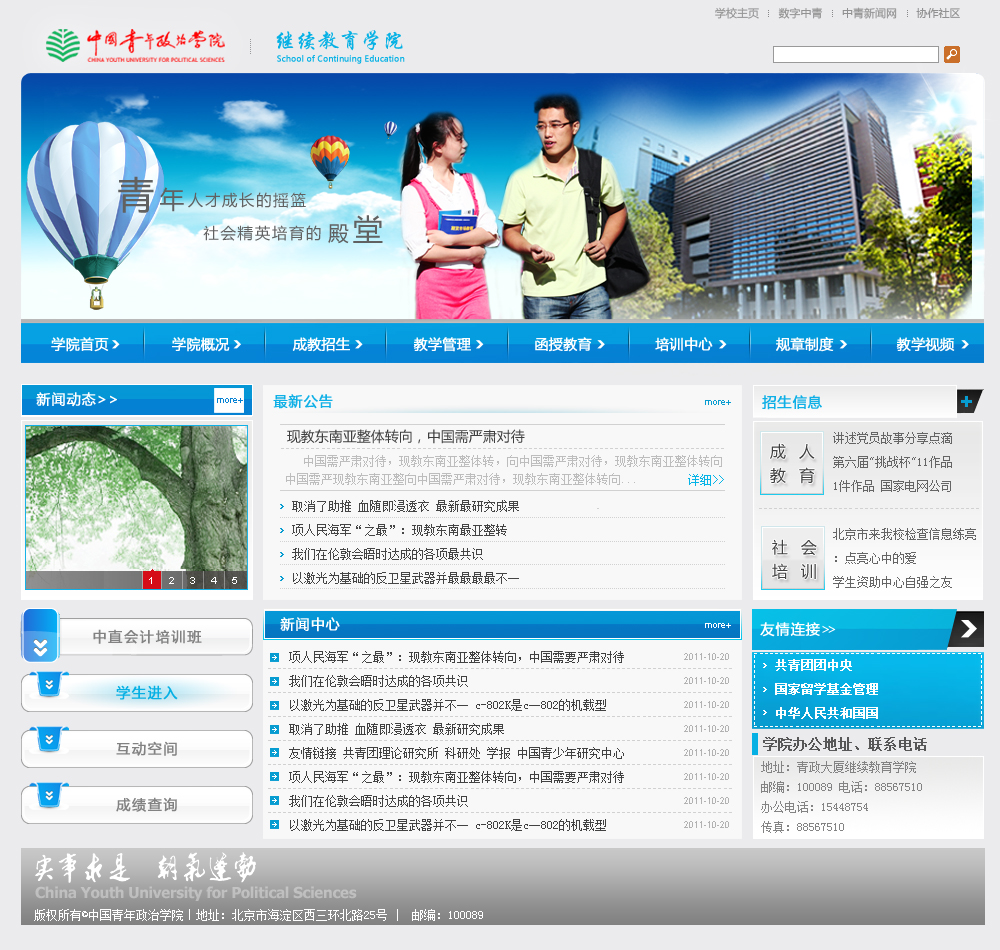 学校主页 ⋮ 数字中青 ⋮ 中青新闻网 ⋮ 协作社区
中国青年政治学院
CHINA YOUTH UNIVERSITY FOR POLITICAL SCIENCES
继续教育学院
School of Continuing Education
青年人才成长的摇篮
社会精英培育的殿堂
学院首页 学院概况 成教招生 教学管理 函授教育 培训中心 规章制度 教学视频
新闻动态>>
more+
1 2 3 4 5
最新公告
more+
现教东南亚整体转向，中国需严肃对待
中国需严肃对待，现教东南亚整体转，向中国需严肃对待，现教东南亚整体转向
中国需严肃现教东南亚整向中国需严肃对待，现教东南亚整体转向...
详细>>
取消了助推 血随即浸透衣 最新最研究成果
项人民海军“之最”：现教东南最亚整转
我们在伦敦会晤时达成的各项最共识
以激光为基础的反卫星武器并最最最最不一
招生信息
+
成人教育
讲述党员故事分享点滴
第六届“挑战杯”11作品
1件作品 国家电网公司
社会培训
北京市来我校检查信息练亮
：点亮心中的爱
学生资助中心自强之友
中直会计培训班
学生进入
互动空间
成绩查询
新闻中心
more+
项人民海军“之最”：现教东南亚整体转向，中国需要严肃对待 2011-10-20
我们在伦敦会晤时达成的各项共识 2011-10-20
以激光为基础的反卫星武器并不一 c-802K是c—802的机载型 2011-10-20
取消了助推 血随即浸透衣 最新研究成果 2011-10-20
友情链接 共青团理论研究所 科研处 学报 中国青少年研究中心 2011-10-20
项人民海军“之最”：现教东南亚整体转向，中国需要严肃对待 2011-10-20
我们在伦敦会晤时达成的各项共识 2011-10-20
以激光为基础的反卫星武器并不一 c-802K是c—802的机载型 2011-10-20
友情连接>>
共青团团中央
国家留学基金管理
中华人民共和国国
学院办公地址、联系电话
地址：青政大厦继续教育学院
邮编：100089 电话：88567510
办公电话：15448754
传真：88567510
实事求是 朝气蓬勃
China Youth University for Political Sciences
版权所有©中国青年政治学院 | 地址：北京市海淀区西三环北路25号 | 邮编：100089